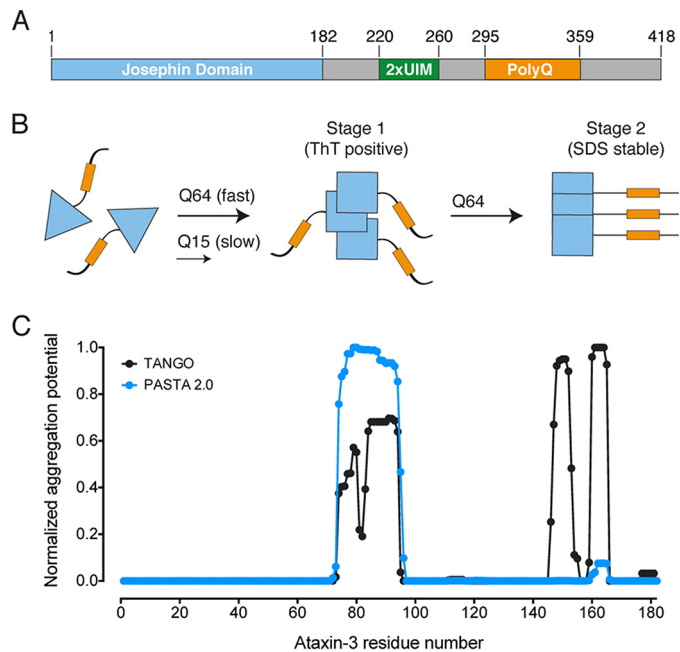 A
1 182 220 260 295 359 418
Josephin Domain 2xUIM PolyQ
B
Stage 1
(ThT positive)
Stage 2
(SDS stable)
Q64 (fast)
Q15 (slow)
Q64
C
Normalized aggregation potential
1.0
0.8
0.6
0.4
0.2
0.0
TANGO
PASTA 2.0
0 20 40 60 80 100 120 140 160 180
Ataxin-3 residue number